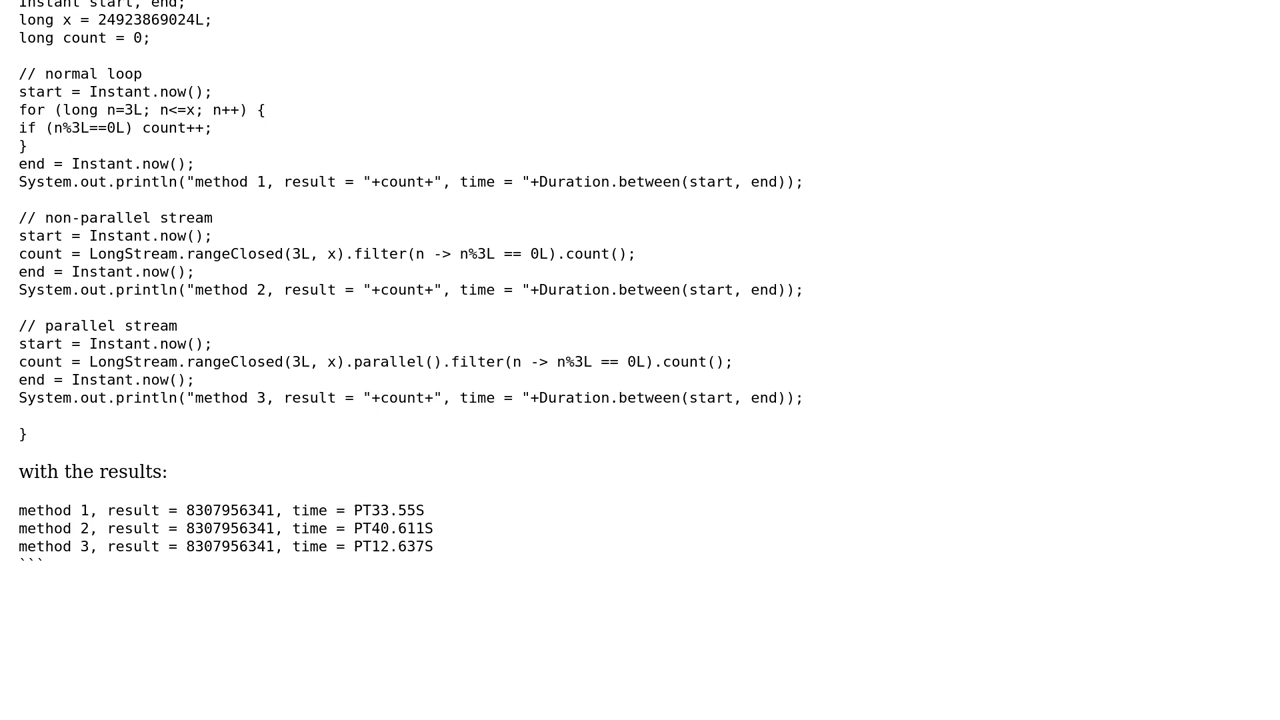 Instant start, end;
long x = 24923869024L;
long count = 0;
// normal loop
start = Instant.now();
for (long n=3L; n<=x; n++) {
if (n%3L==0L) count++;
}
end = Instant.now();
System.out.println("method 1, result = "+count+", time = "+Duration.between(start, end));
// non-parallel stream
start = Instant.now();
count = LongStream.rangeClosed(3L, x).filter(n -> n%3L == 0L).count();
end = Instant.now();
System.out.println("method 2, result = "+count+", time = "+Duration.between(start, end));
// parallel stream
start = Instant.now();
count = LongStream.rangeClosed(3L, x).parallel().filter(n -> n%3L == 0L).count();
end = Instant.now();
System.out.println("method 3, result = "+count+", time = "+Duration.between(start, end));
}
with the results:
method 1, result = 8307956341, time = PT33.55S
method 2, result = 8307956341, time = PT40.611S
method 3, result = 8307956341, time = PT12.637S
```